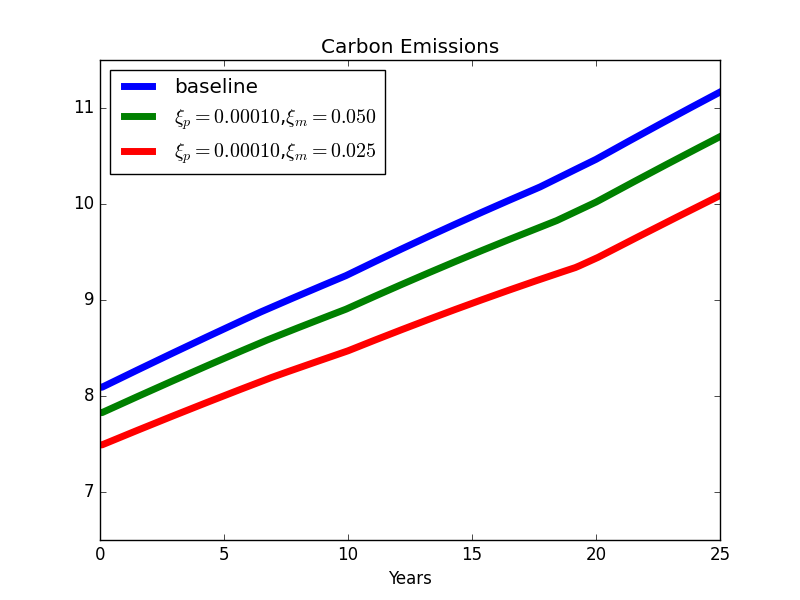 Carbon Emissions
baseline
ξₚ = 0.00010,ξₘ = 0.050
ξₚ = 0.00010,ξₘ = 0.025
11
10
9
8
7
0 5 10 15 20 25
Years